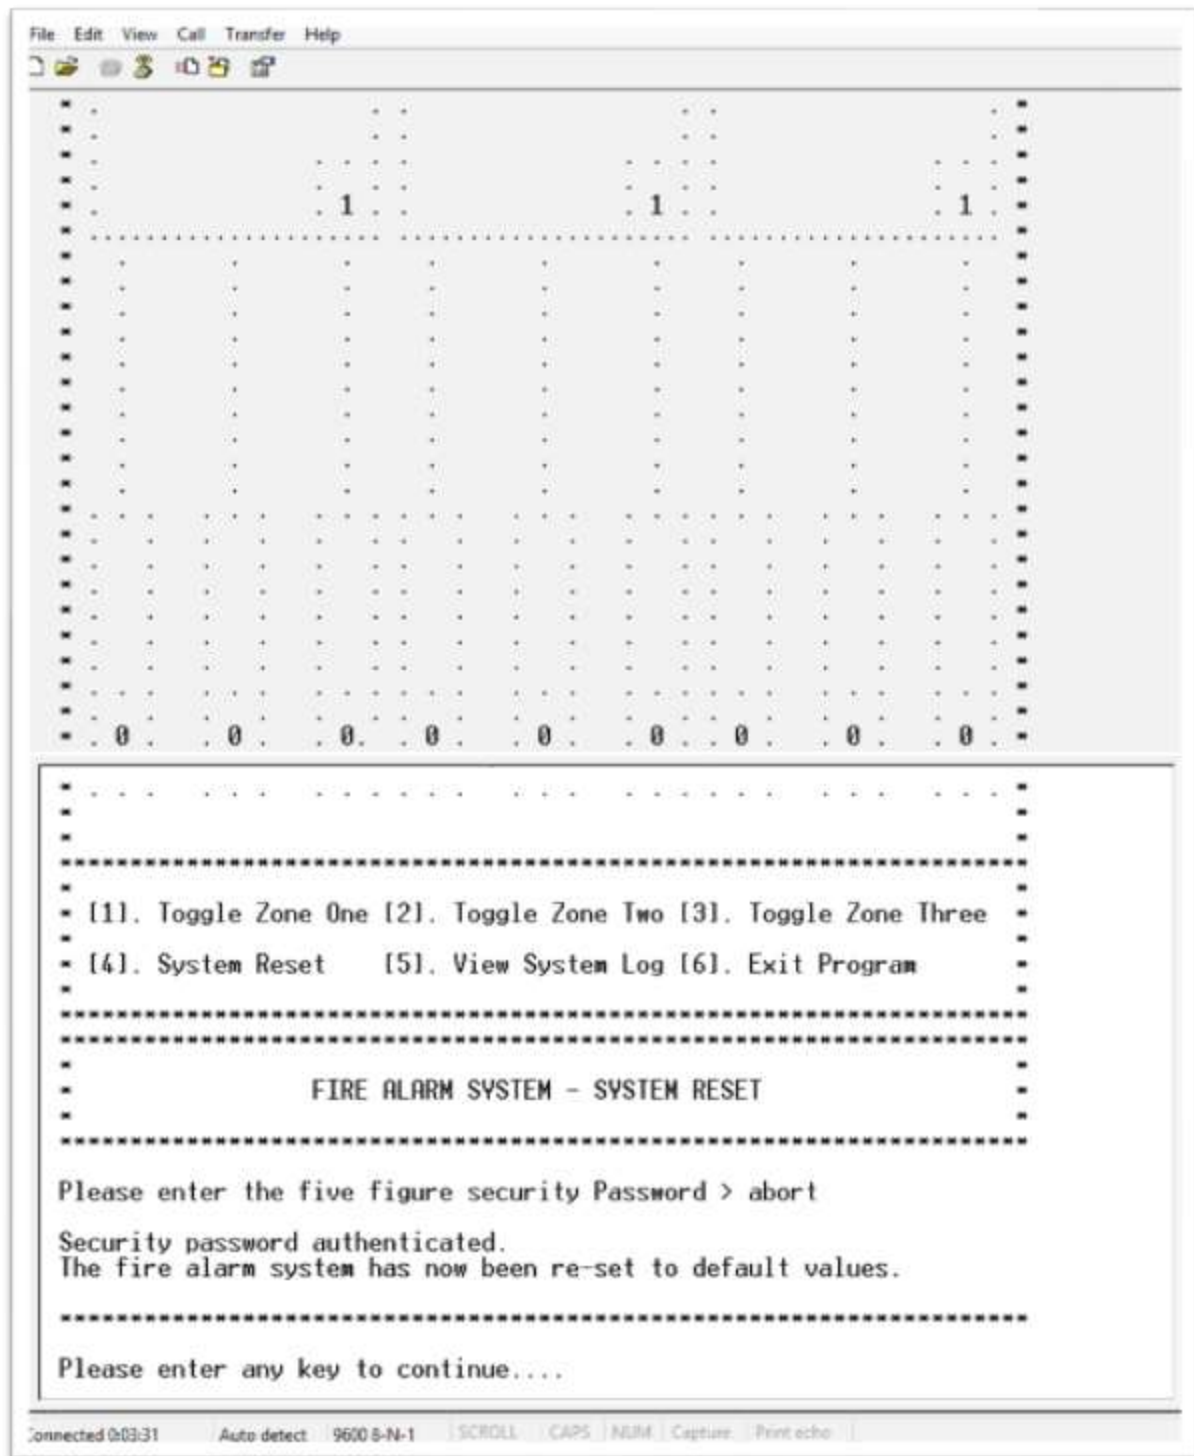 File Edit View Call Transfer Help
1 1 1
0 0 0 0 0 0 0 0 0
[1]. Toggle Zone One [2]. Toggle Zone Two [3]. Toggle Zone Three
[4]. System Reset [5]. View System Log [6]. Exit Program
FIRE ALARM SYSTEM - SYSTEM RESET
Please enter the five figure security Password > abort
Security password authenticated.
The fire alarm system has now been re-set to default values.
Please enter any key to continue....
Connected 0:03:31 Auto detect 9600 8-N-1 SCROLL CAPS NUM Capture Print echo